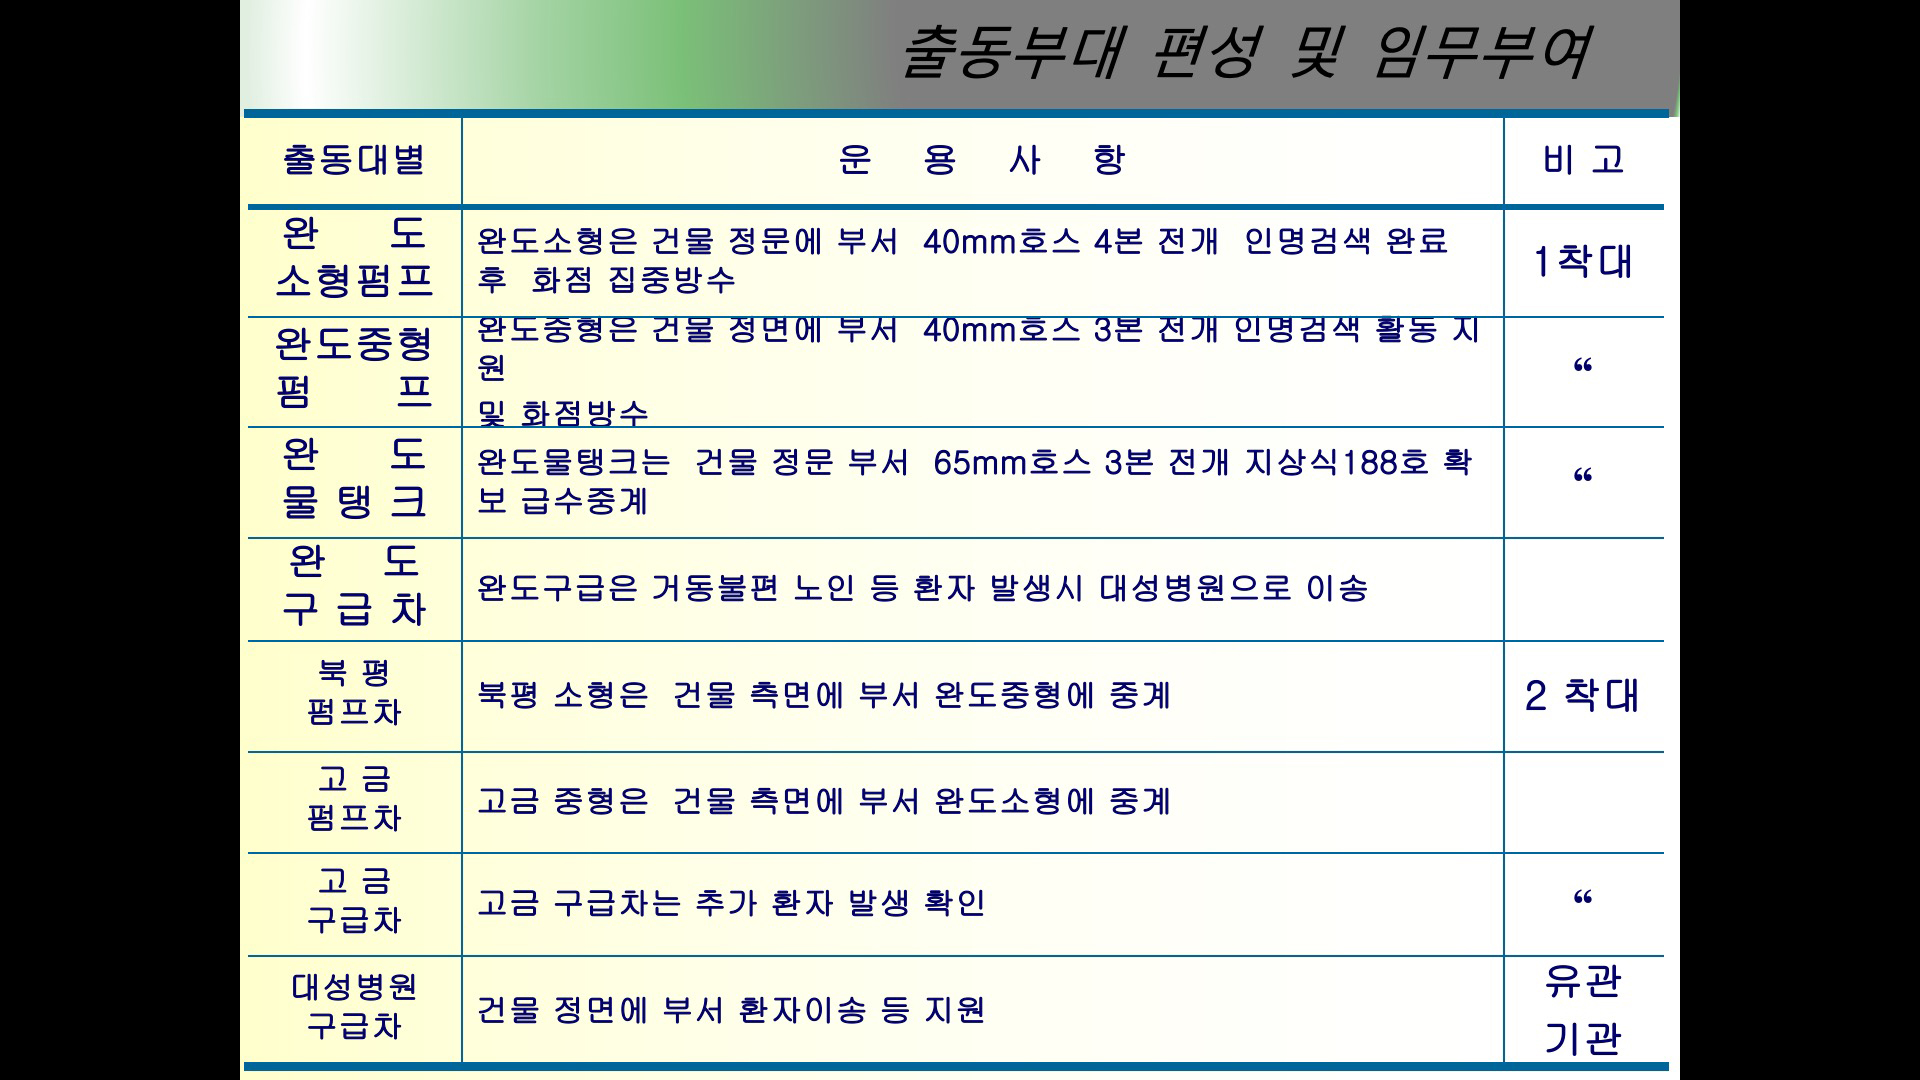 출동부대 편성 및 임무부여
출동대별
운 용 사 항
비 고
완 도
소형펌프
완도소형은 건물 정문에 부서 40mm호스 4본 전개 인명검색 완료
후 화점 집중방수
1착대
완도중형
펌 프
완도중형은 건물 정면에 부서 40mm호스 3본 전개 인명검색 활동 지
원
및 화점방수
“
완 도
물 탱 크
완도물탱크는 건물 정문 부서 65mm호스 3본 전개 지상식188호 확
보 급수중계
“
완 도
구 급 차
완도구급은 거동불편 노인 등 환자 발생시 대성병원으로 이송
북 평
펌프차
북평 소형은 건물 측면에 부서 완도중형에 중계
2 착대
고 금
펌프차
고금 중형은 건물 측면에 부서 완도소형에 중계
고 금
구급차
고금 구급차는 추가 환자 발생 확인
“
대성병원
구급차
건물 정면에 부서 환자이송 등 지원
유관
기관